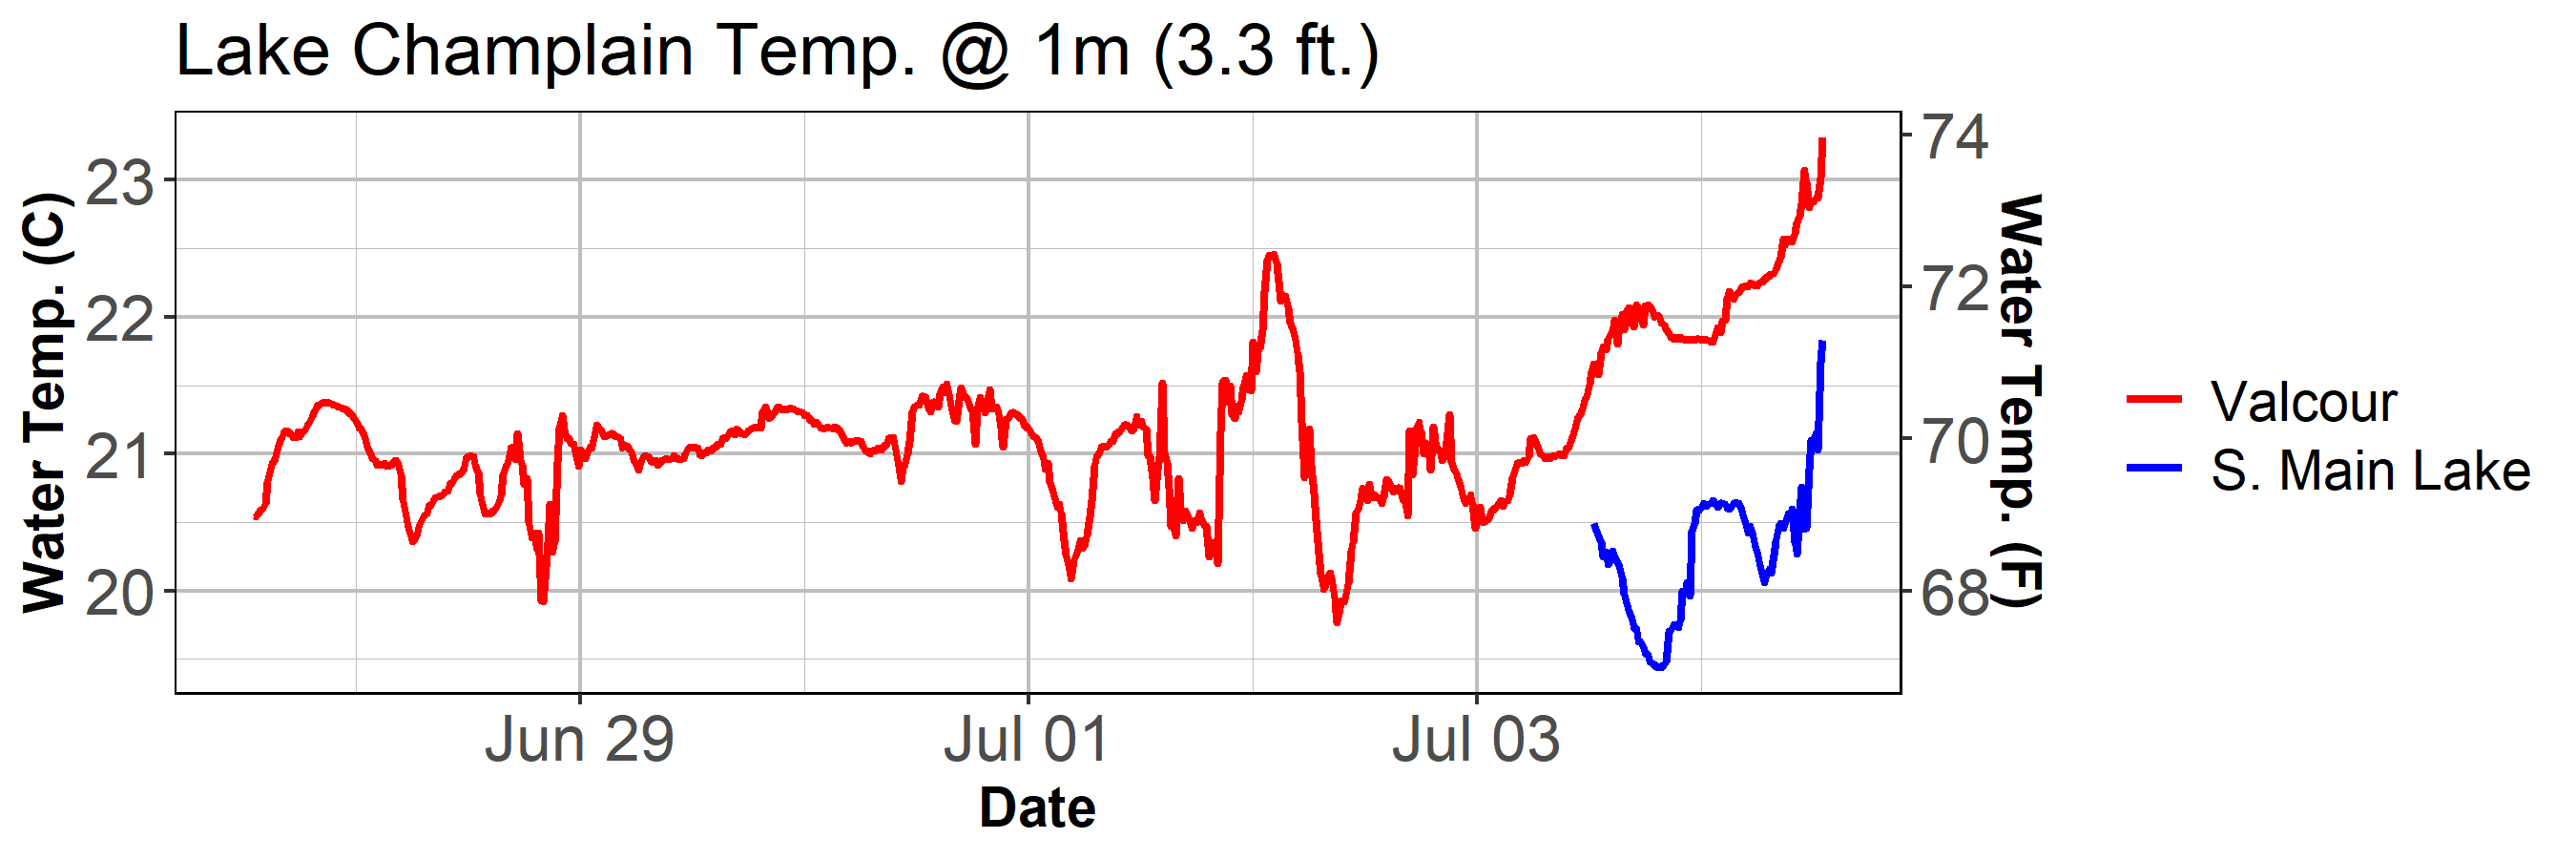 Lake Champlain Temp. @ 1m (3.3 ft.)
Water Temp. (C)
23
22
21
20
74
72
70
68
Water Temp. (F)
Jun 29
Jul 01
Jul 03
Date
Valcour
S. Main Lake